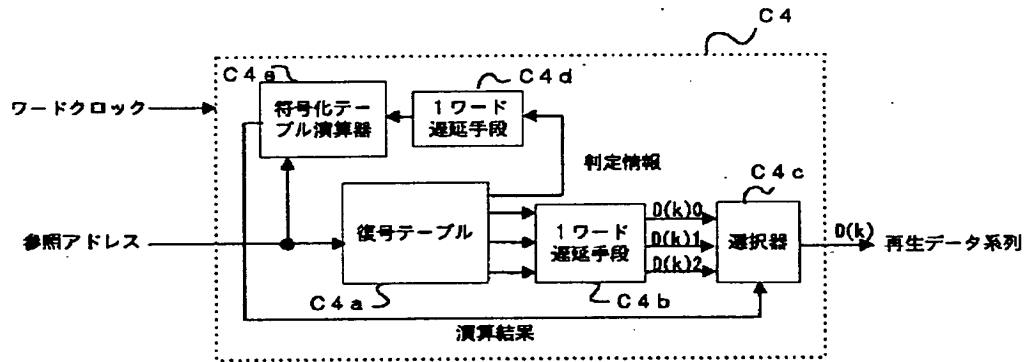 C4
C4e
C4d
ワードクロック
符号化テーブル演算器
1ワード
遅延手段
判定情報
C4c
参照アドレス
復号テーブル
1ワード
遅延手段
D(k)0
D(k)1
D(k)2
選択器
D(k)
再生データ系列
C4a
C4b
演算結果